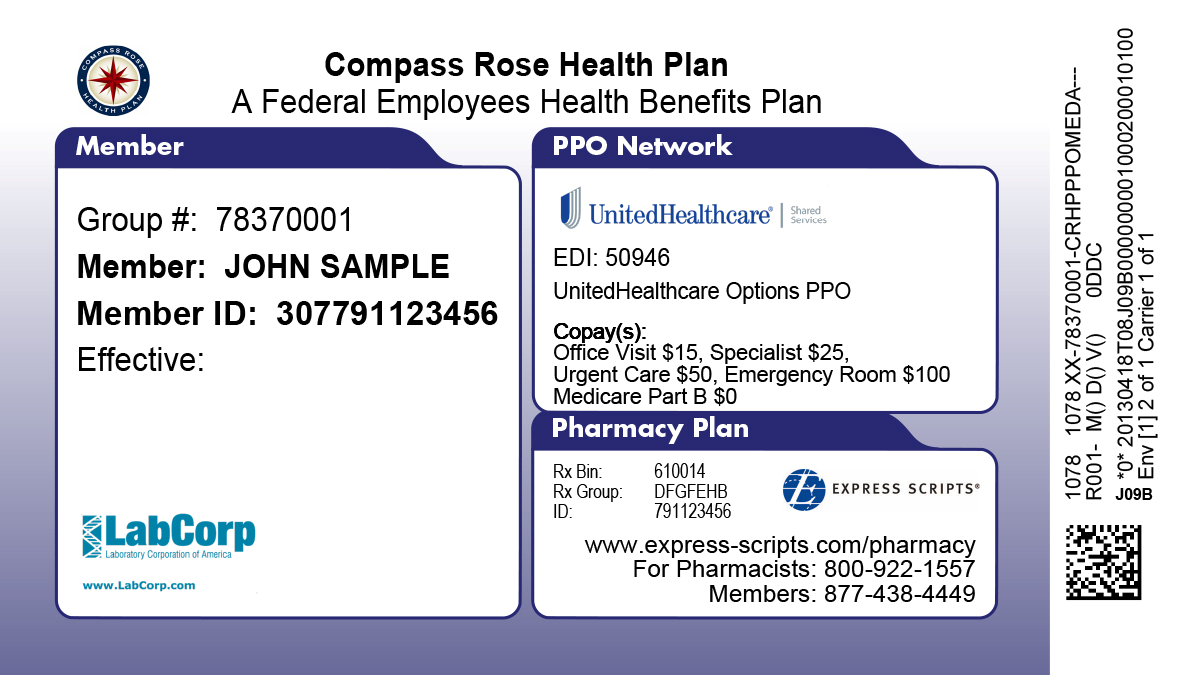 COMPASS ROSE
HEALTH PLAN
Compass Rose Health Plan
A Federal Employees Health Benefits Plan
Member
Group #: 78370001
Member: JOHN SAMPLE
Member ID: 307791123456
Effective:
LabCorp
Laboratory Corporation of America
www.LabCorp.com
PPO Network
UnitedHealthcare® | Shared Services
EDI: 50946
UnitedHealthcare Options PPO
Copay(s):
Office Visit $15, Specialist $25,
Urgent Care $50, Emergency Room $100
Medicare Part B $0
Pharmacy Plan
Rx Bin: 610014
Rx Group: DFGFEHB
ID: 791123456
EXPRESS SCRIPTS®
www.express-scripts.com/pharmacy
For Pharmacists: 800-922-1557
Members: 877-438-4449
1078 1078 XX-78370001-CRHPPPOMEDA---
R001- M() D() V() 0DDC
*0* 20130418T08J09B0000000010002000010100
Env [1] 2 of 1 Carrier 1 of 1
J09B